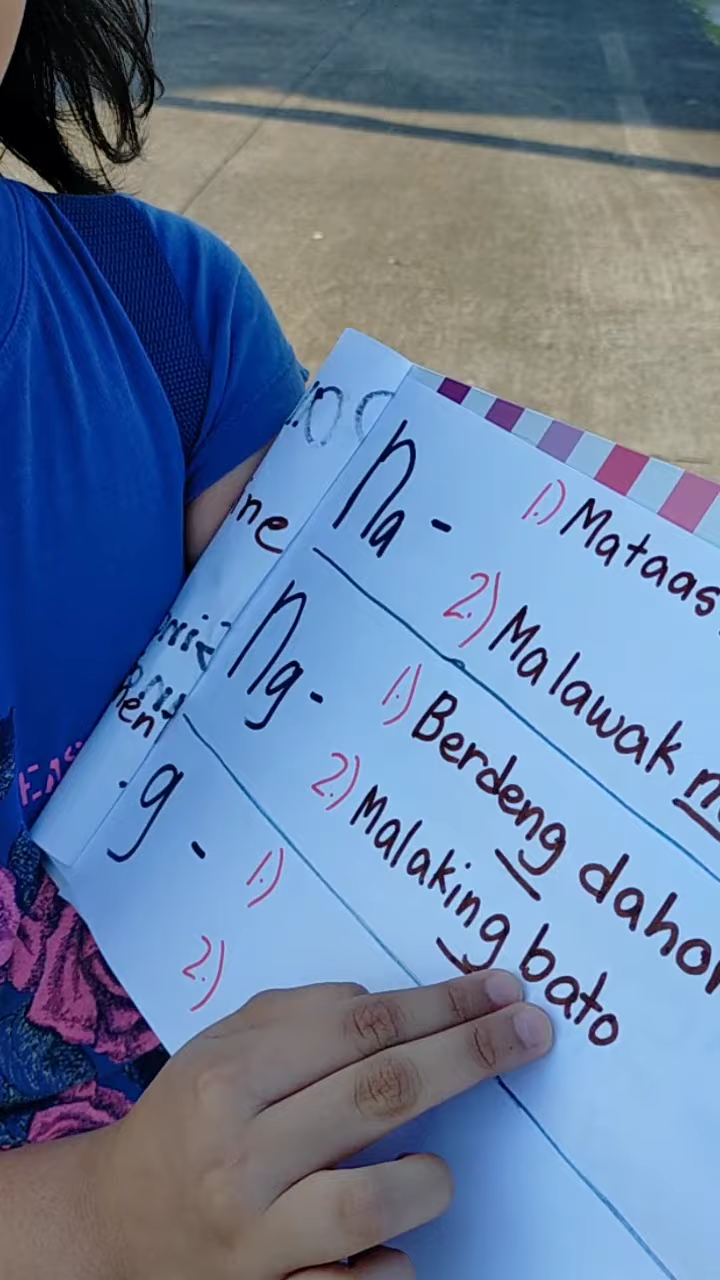 na - 1.) Mataas
2.) Malawak
ng - 1.) Berdeng dahon
2.) Malaking bato
g - 1.)
2.)